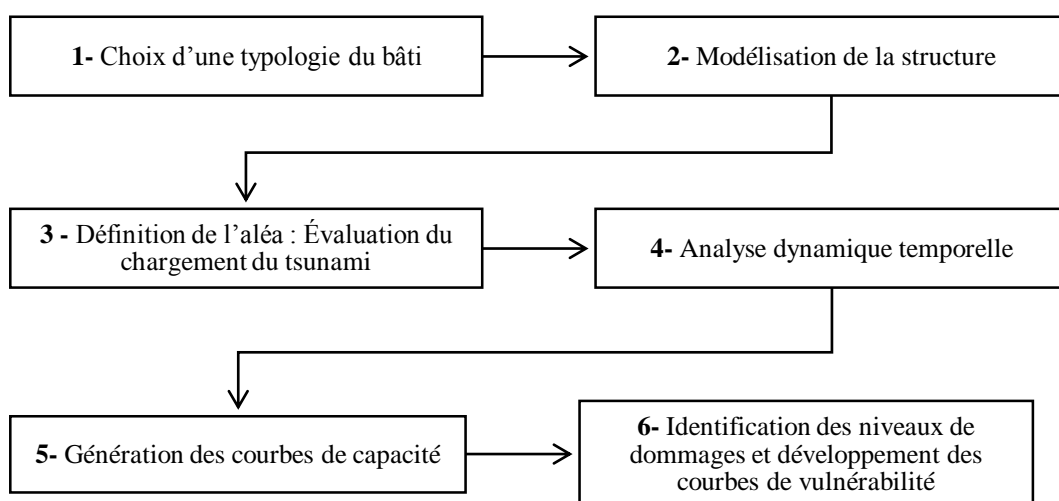 1- Choix d'une typologie du bâti
2- Modélisation de la structure
3 - Définition de l'aléa : Évaluation du
chargement du tsunami
4- Analyse dynamique temporelle
5- Génération des courbes de capacité
6- Identification des niveaux de
dommages et développement des
courbes de vulnérabilité